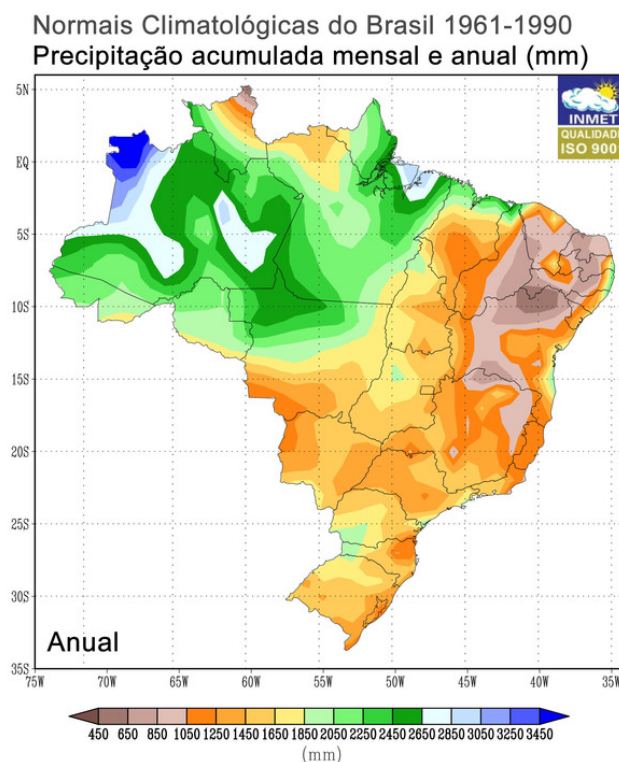 Normais Climatológicas do Brasil 1961-1990
Precipitação acumulada mensal e anual (mm)
INMET
QUALIDADE
ISO 9001
5N
EQ
5S
10S
15S
20S
25S
30S
35S
Anual
75W 70W 65W 60W 55W 50W 45W 40W 35W
450 650 850 1050 1250 1450 1650 1850 2050 2250 2450 2650 2850 3050 3250 3450
(mm)